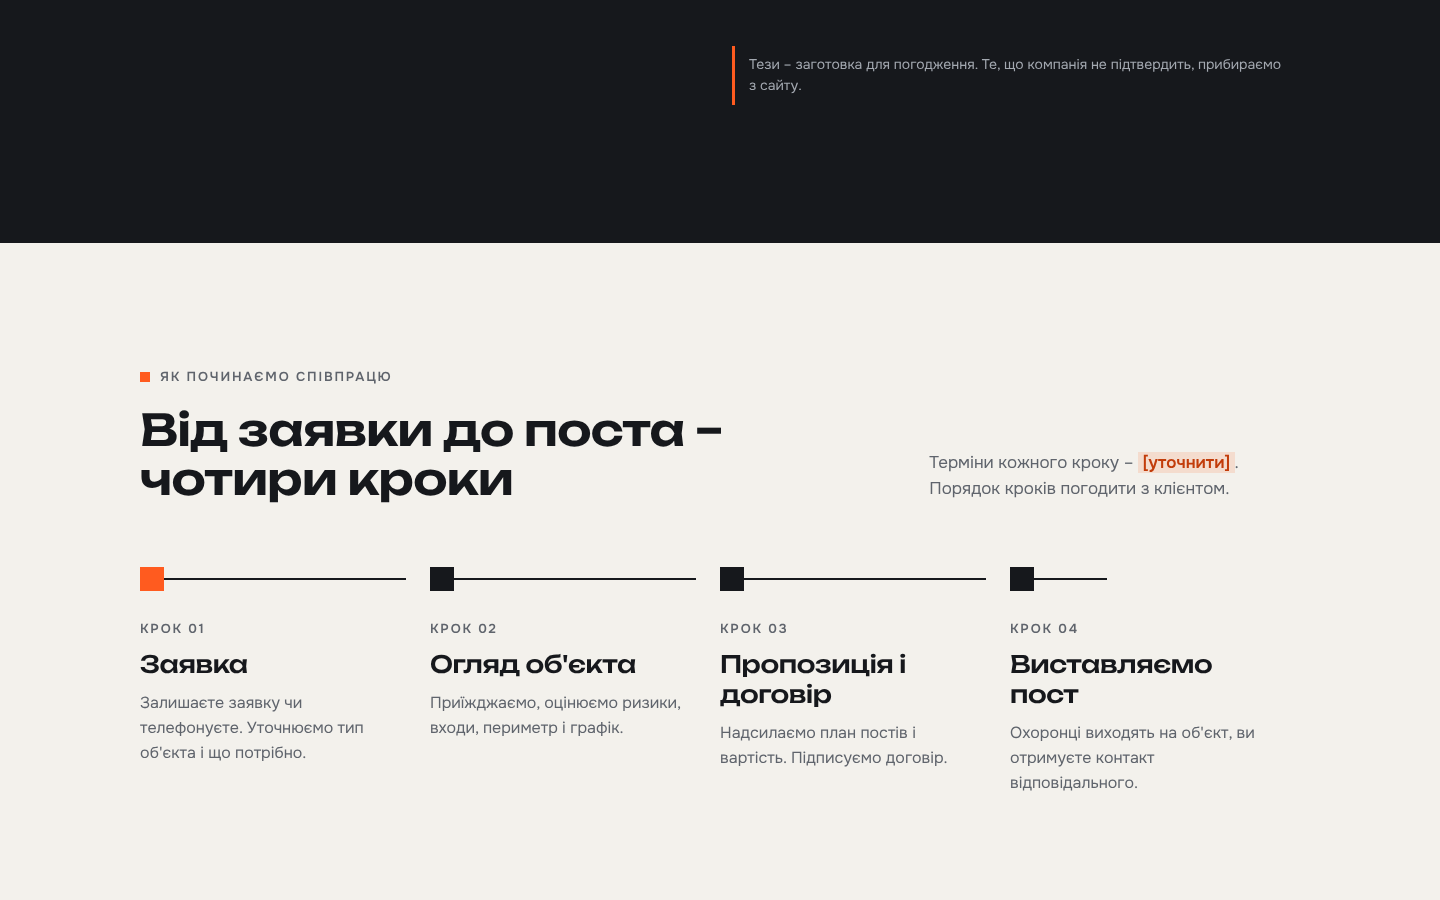 Тези – заготовка для погодження. Те, що компанія не підтвердить, прибираємо
з сайту.
ЯК ПОЧИНАЄМО СПІВПРАЦЮ
Від заявки до поста –
чотири кроки
Терміни кожного кроку – [уточнити].
Порядок кроків погодити з клієнтом.
КРОК 01
Заявка
Залишаєте заявку чи
телефонуєте. Уточнюємо тип
об'єкта і що потрібно.
КРОК 02
Огляд об'єкта
Приїжджаємо, оцінюємо ризики,
входи, периметр і графік.
КРОК 03
Пропозиція і
договір
Надсилаємо план постів і
вартість. Підписуємо договір.
КРОК 04
Виставляємо
пост
Охоронці виходять на об'єкт, ви
отримуєте контакт
відповідального.